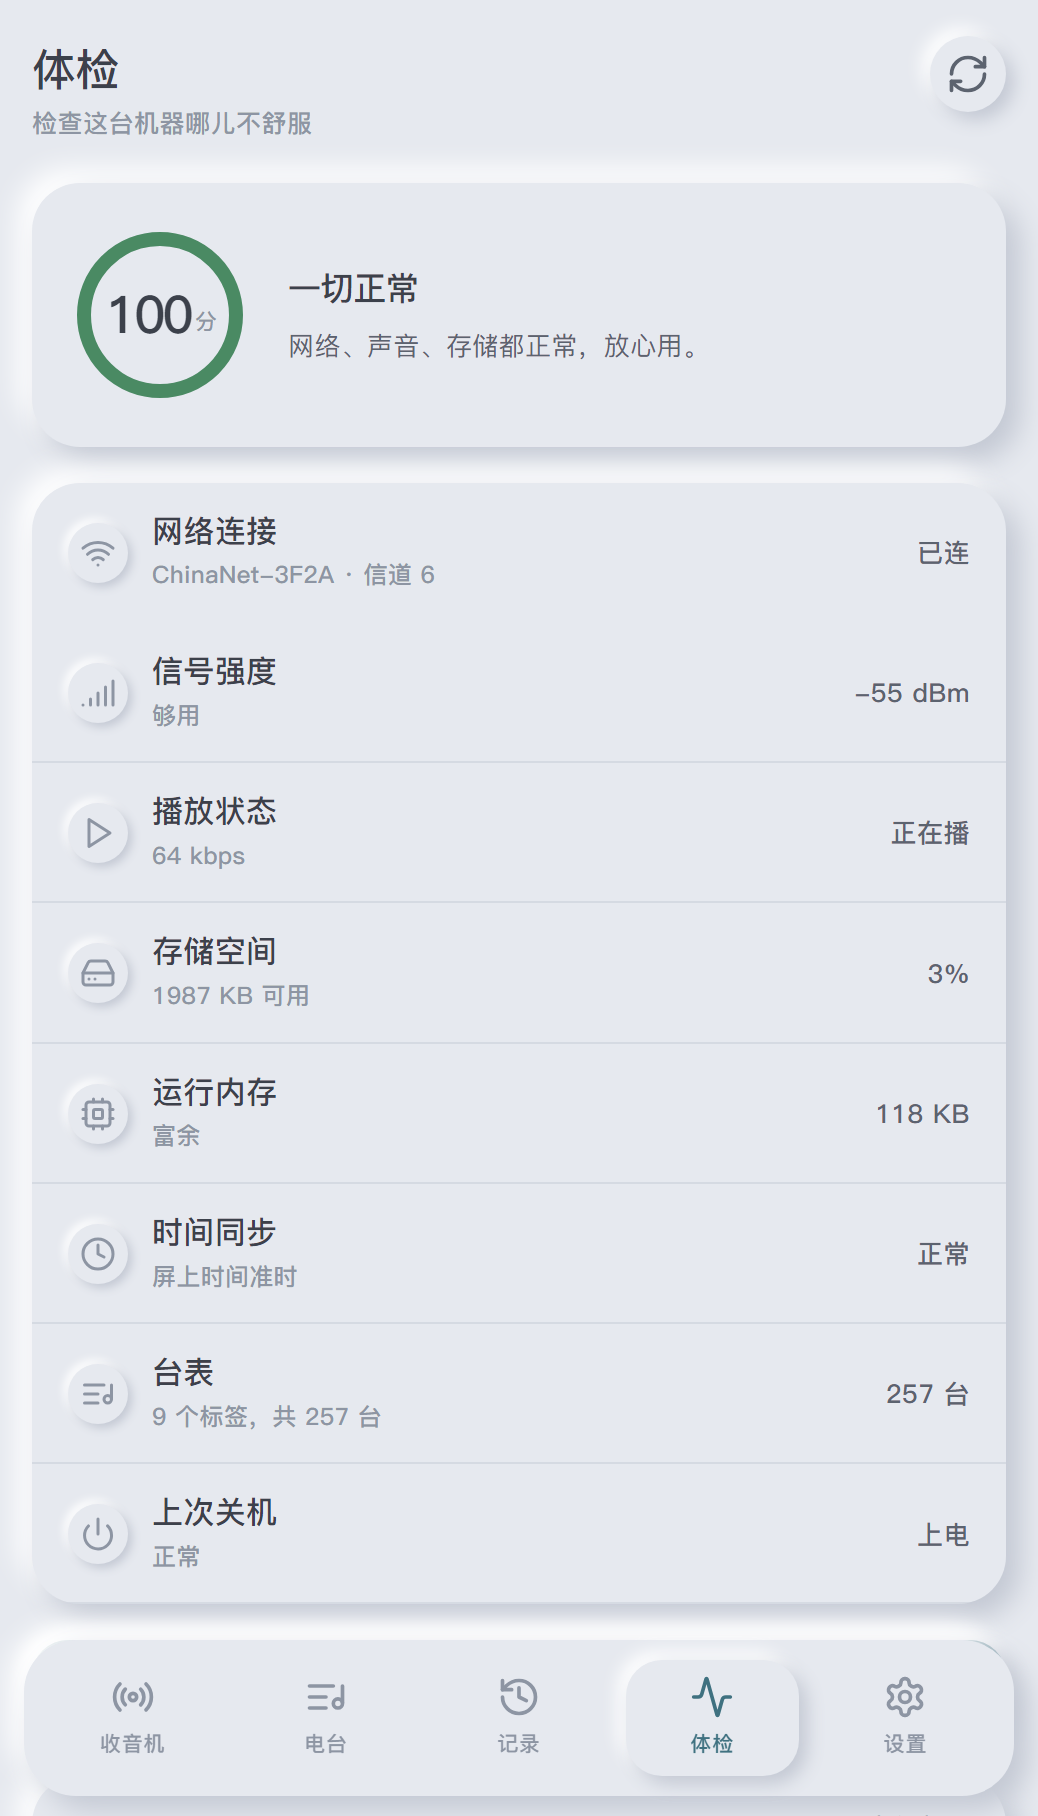 体检
检查这台机器哪儿不舒服
100分
一切正常
网络、声音、存储都正常，放心用。
网络连接
ChinaNet-3F2A · 信道 6
已连
信号强度
够用
-55 dBm
播放状态
64 kbps
正在播
存储空间
1987 KB 可用
3%
运行内存
富余
118 KB
时间同步
屏上时间准时
正常
台表
9 个标签，共 257 台
257 台
上次关机
正常
上电
收音机
电台
记录
体检
设置